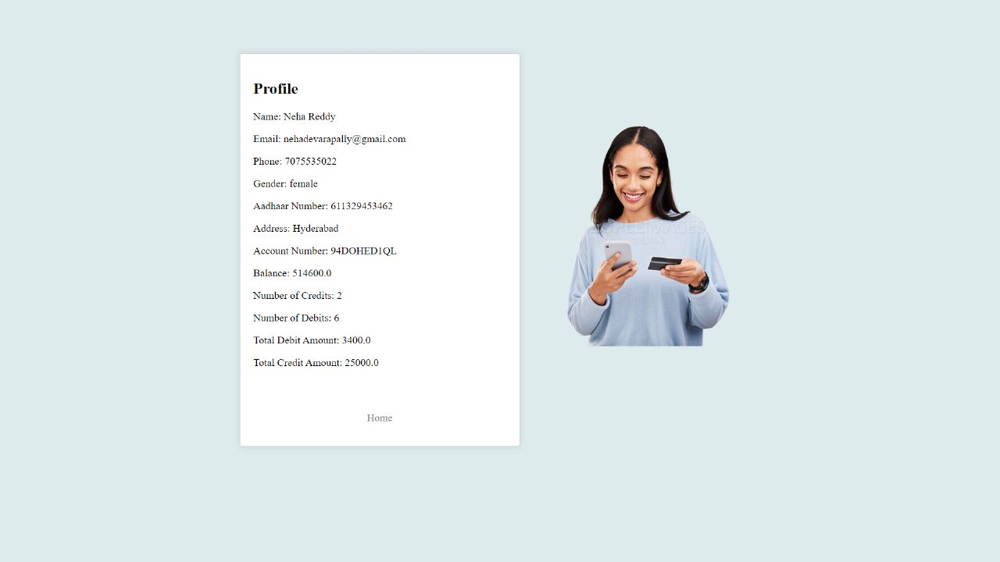 Profile
Name: Neha Reddy
Email: nehadevarapally@gmail.com
Phone: 7075535022
Gender: female
Aadhaar Number: 611329453462
Address: Hyderabad
Account Number: 94DOHED1QL
Balance: 514600.0
Number of Credits: 2
Number of Debits: 6
Total Debit Amount: 3400.0
Total Credit Amount: 25000.0
Home